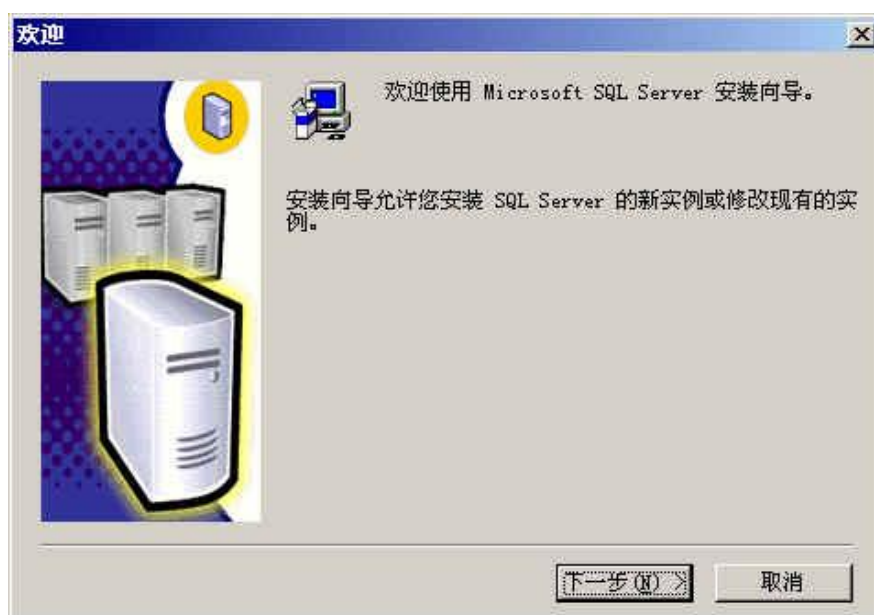 欢迎
欢迎使用 Microsoft SQL Server 安装向导。
安装向导允许您安装 SQL Server 的新实例或修改现有的实
例。
下一步(N) >
取消